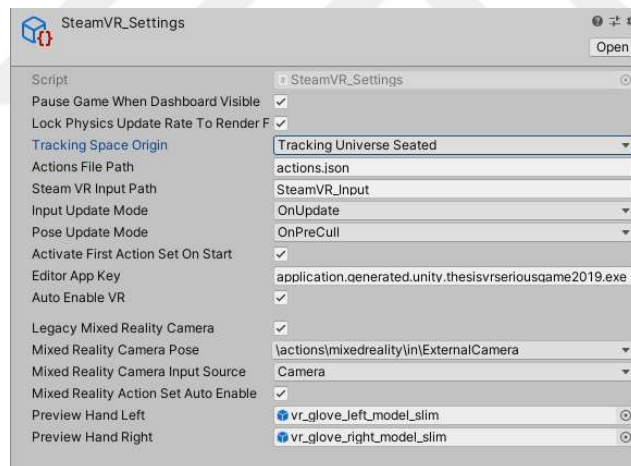 SteamVR_Settings
Open
Script SteamVR_Settings
Pause Game When Dashboard Visible
Lock Physics Update Rate To Render F
Tracking Space Origin Tracking Universe Seated
Actions File Path actions.json
Steam VR Input Path SteamVR_Input
Input Update Mode OnUpdate
Pose Update Mode OnPreCull
Activate First Action Set On Start
Editor App Key application.generated.unity.thesisvrseriousgame2019.exe
Auto Enable VR
Legacy Mixed Reality Camera
Mixed Reality Camera Pose \actions\mixedreality\in\ExternalCamera
Mixed Reality Camera Input Source Camera
Mixed Reality Action Set Auto Enable
Preview Hand Left vr_glove_left_model_slim
Preview Hand Right vr_glove_right_model_slim